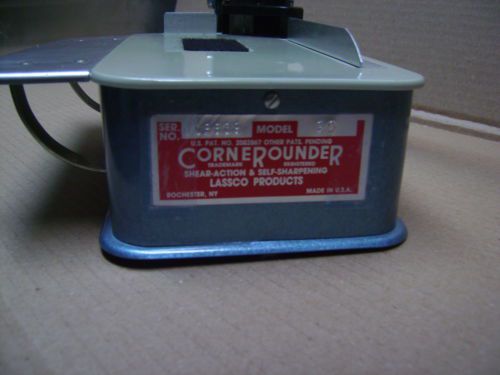 SER. NO. MODEL
U.S. PAT. NO. OTHER PATS. PENDING
CORNEROUNDER
TRADEMARK REGISTERED
SHEAR-ACTION & SELF-SHARPENING
LASSCO PRODUCTS
ROCHESTER, NY MADE IN U.S.A.